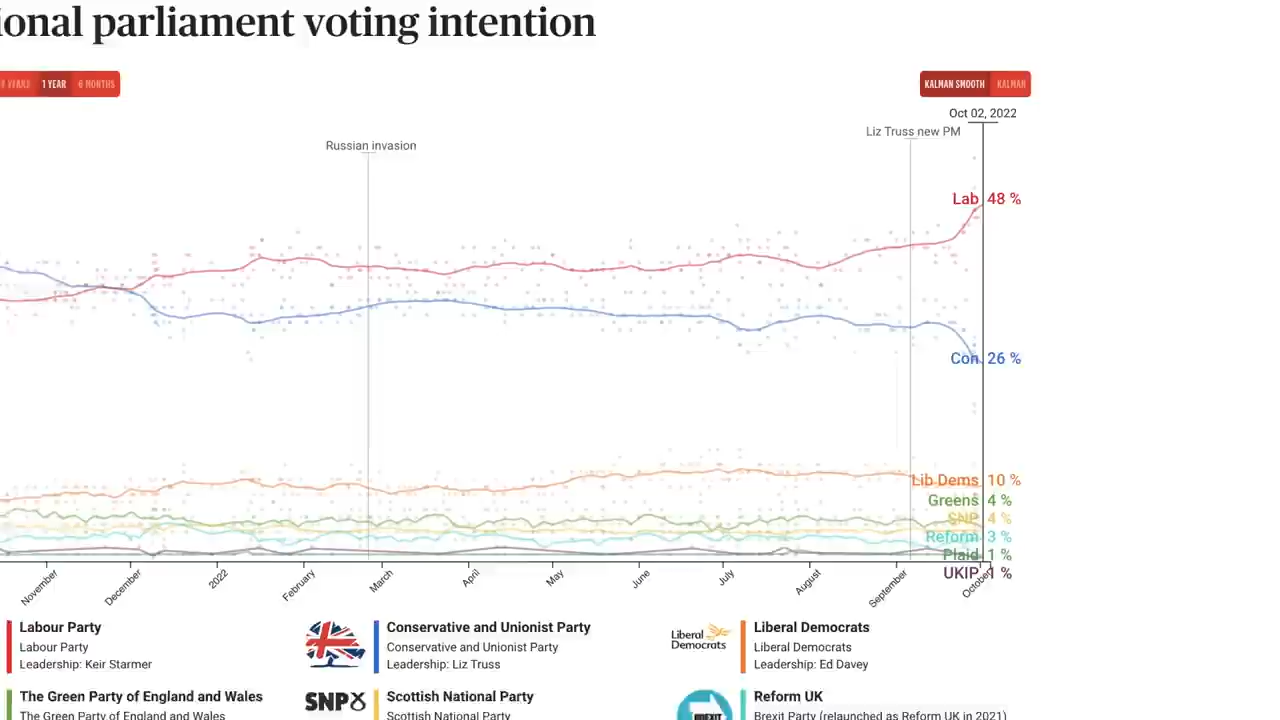 ional parliament voting intention
1 YEAR 6 MONTHS
KALMAN SMOOTH KALMAN
Oct 02, 2022
Liz Truss new PM
Russian invasion
Lab 48 %
Con 26 %
Lib Dems 10 %
Greens 4 %
SNP 4 %
Reform 3 %
Plaid 1 %
UKIP 1 %
November December 2022 February March April May June July August September October
Labour Party
Labour Party
Leadership: Keir Starmer
Conservative and Unionist Party
Conservative and Unionist Party
Leadership: Liz Truss
Liberal
Democrats
Liberal Democrats
Liberal Democrats
Leadership: Ed Davey
The Green Party of England and Wales
The Green Party of England and Wales
SNP
Scottish National Party
Scottish National Party
BREXIT
Reform UK
Brexit Party (relaunched as Reform UK in 2021)